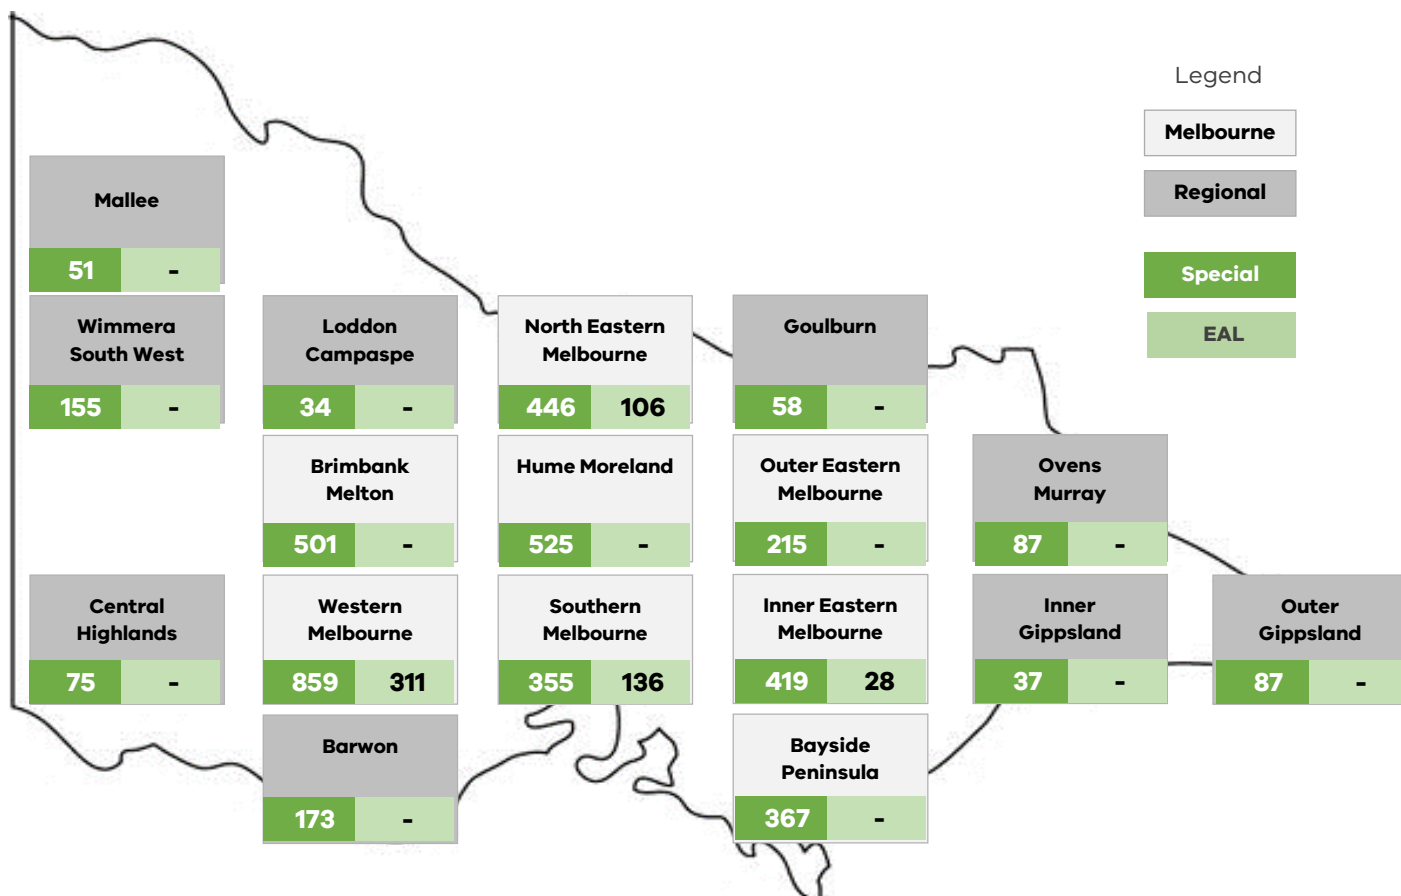 Legend
Melbourne
Regional
Special
EAL
Mallee
51 -
Wimmera
South West
155 -
Loddon
Campaspe
34 -
North Eastern
Melbourne
446 106
Goulburn
58 -
Brimbank
Melton
501 -
Hume Moreland
525 -
Outer Eastern
Melbourne
215 -
Ovens
Murray
87 -
Central
Highlands
75 -
Western
Melbourne
859 311
Southern
Melbourne
355 136
Inner Eastern
Melbourne
419 28
Inner
Gippsland
37 -
Outer
Gippsland
87 -
Barwon
173 -
Bayside
Peninsula
367 -